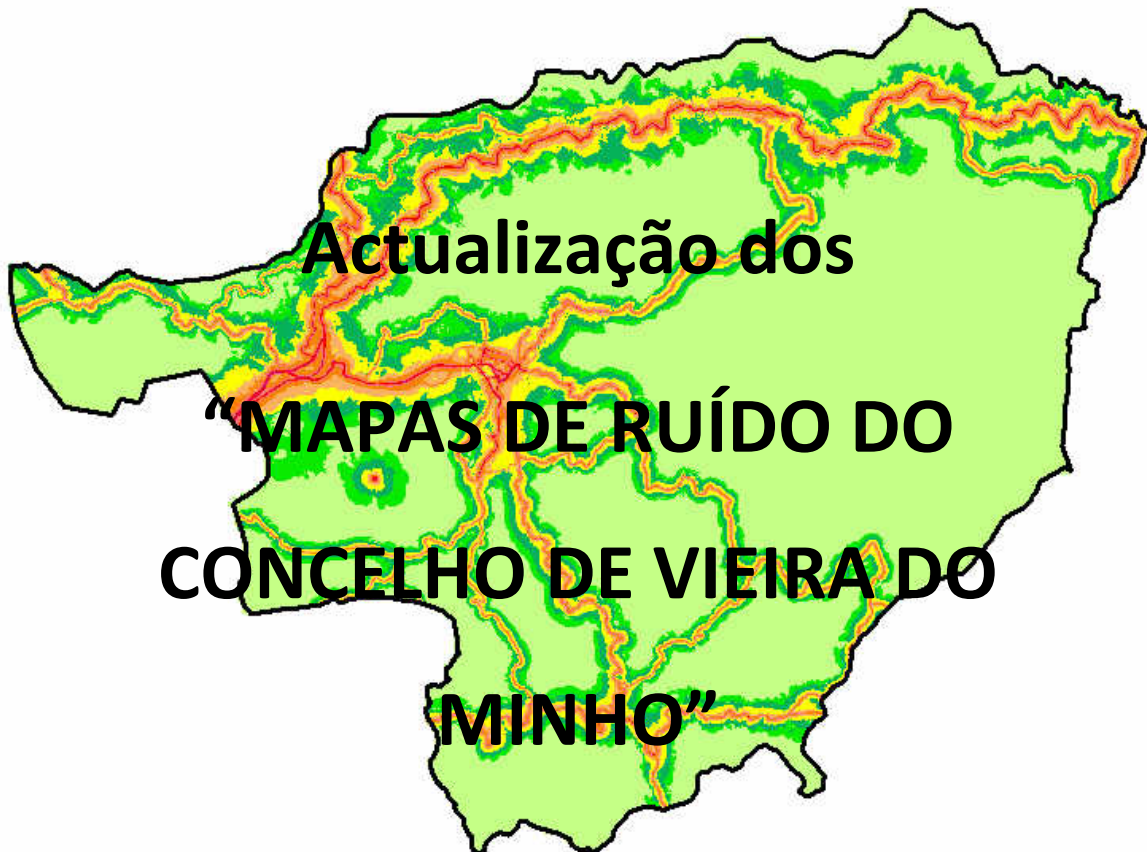 Actualização dos
“MAPAS DE RUÍDO DO
CONCELHO DE VIEIRA DO
MINHO”